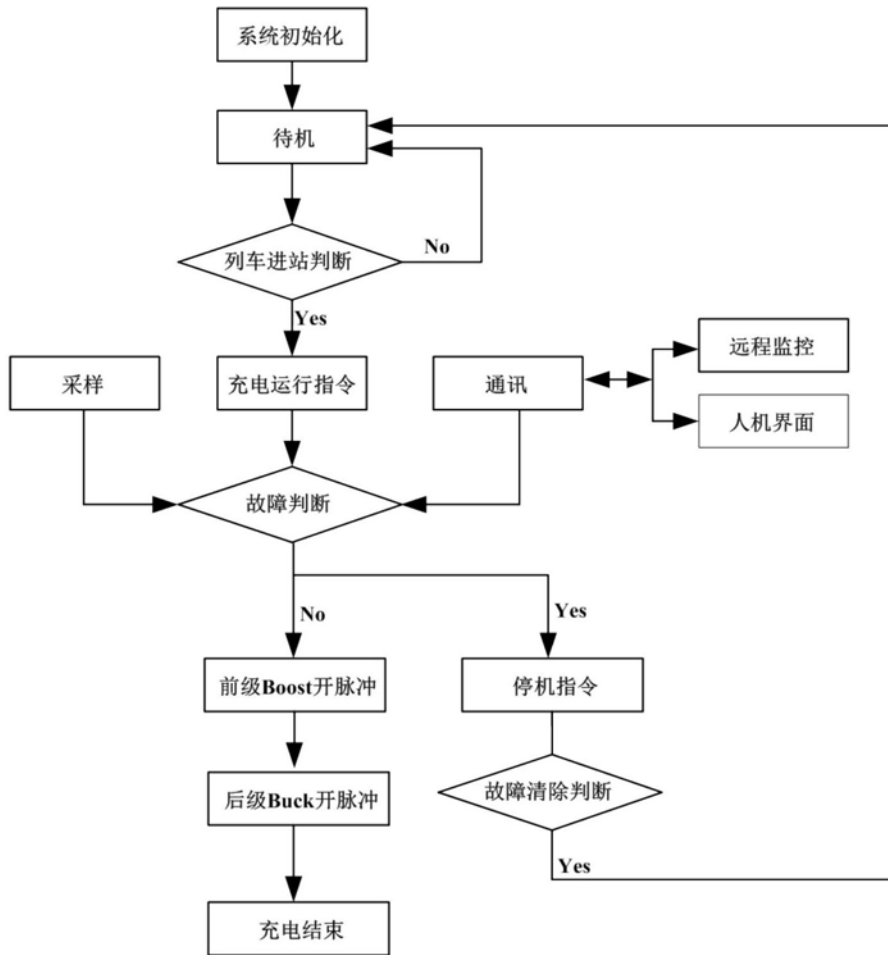 系统初始化
待机
列车进站判断
No
Yes
采样
充电运行指令
通讯
远程监控
人机界面
故障判断
No
Yes
前级Boost开脉冲
停机指令
后级Buck开脉冲
故障清除判断
Yes
充电结束